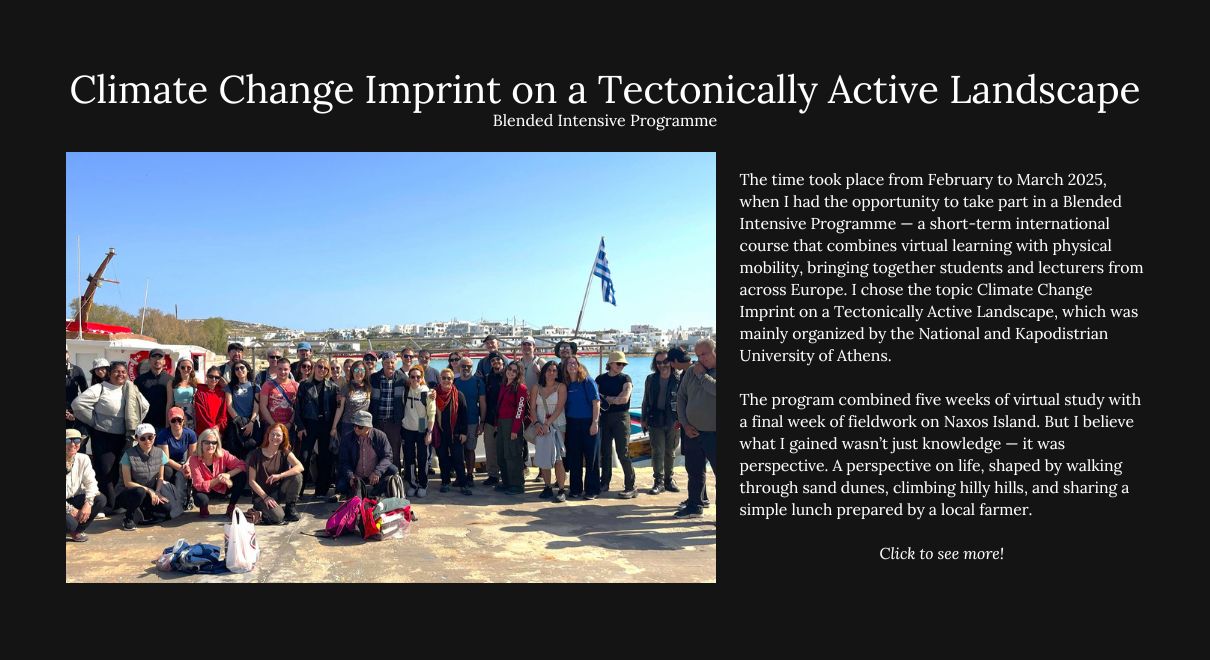 Climate Change Imprint on a Tectonically Active Landscape
Blended Intensive Programme
The time took place from February to March 2025,
when I had the opportunity to take part in a Blended
Intensive Programme — a short-term international
course that combines virtual learning with physical
mobility, bringing together students and lecturers from
across Europe. I chose the topic Climate Change
Imprint on a Tectonically Active Landscape, which was
mainly organized by the National and Kapodistrian
University of Athens.
The program combined five weeks of virtual study with
a final week of fieldwork on Naxos Island. But I believe
what I gained wasn’t just knowledge — it was
perspective. A perspective on life, shaped by walking
through sand dunes, climbing hilly hills, and sharing a
simple lunch prepared by a local farmer.
Click to see more!